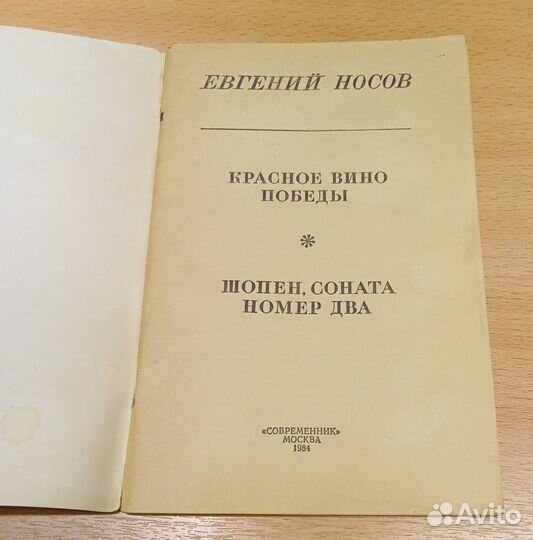 ЕВГЕНИЙ НОСОВ
КРАСНОЕ ВИНО
ПОБЕДЫ
*
ШОПЕН, СОНАТА
НОМЕР ДВА
«СОВРЕМЕННИК»
МОСКВА
1984
Avito